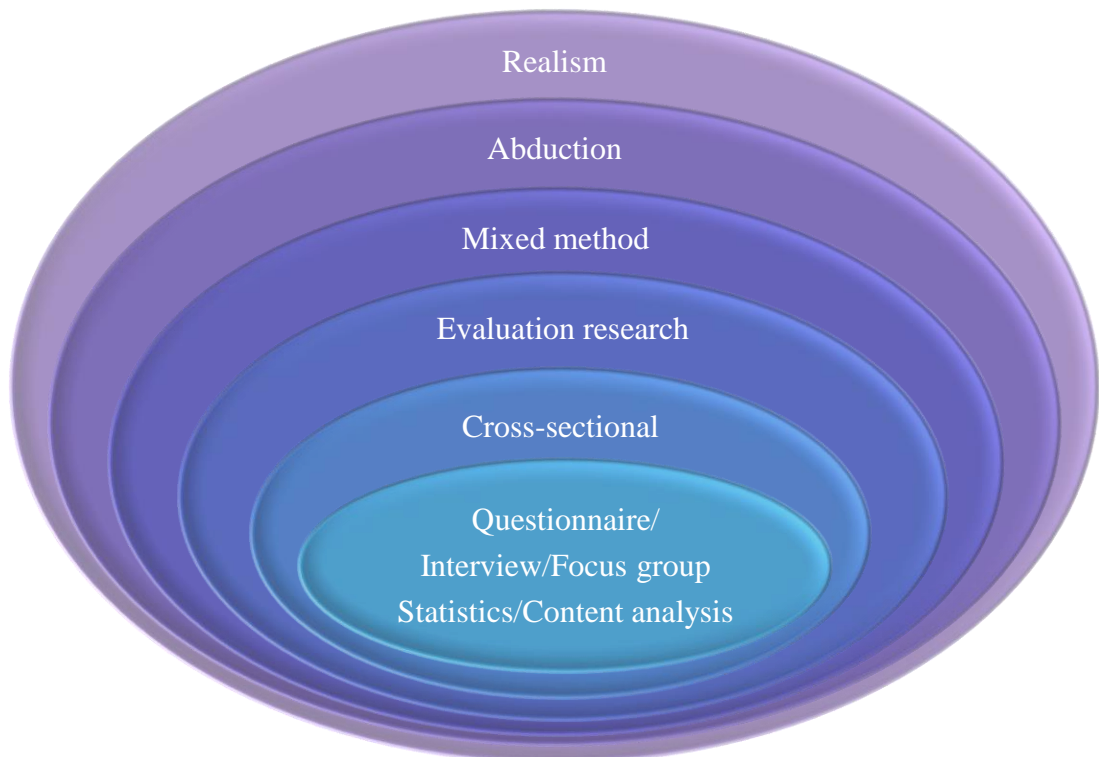 Realism
Abduction
Mixed method
Evaluation research
Cross-sectional
Questionnaire/
Interview/Focus group
Statistics/Content analysis